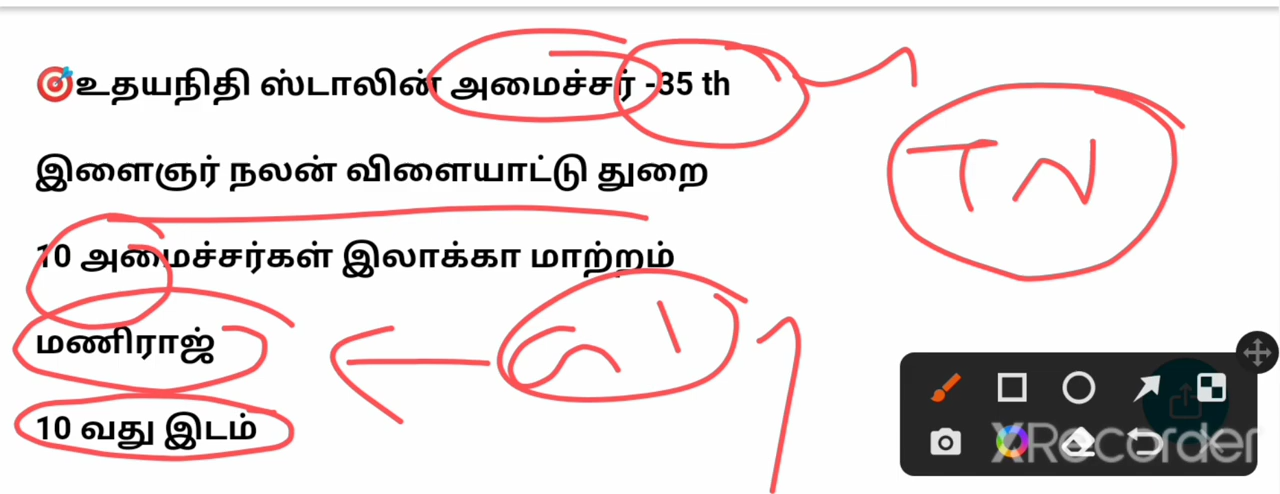 🎯உதயநிதி ஸ்டாலின் அமைச்சர் -35 th
TN
இளைஞர் நலன் விளையாட்டு துறை
10 அமைச்சர்கள் இலாக்கா மாற்றம்
மணிராஜ்
10 வது இடம்
XRecorder